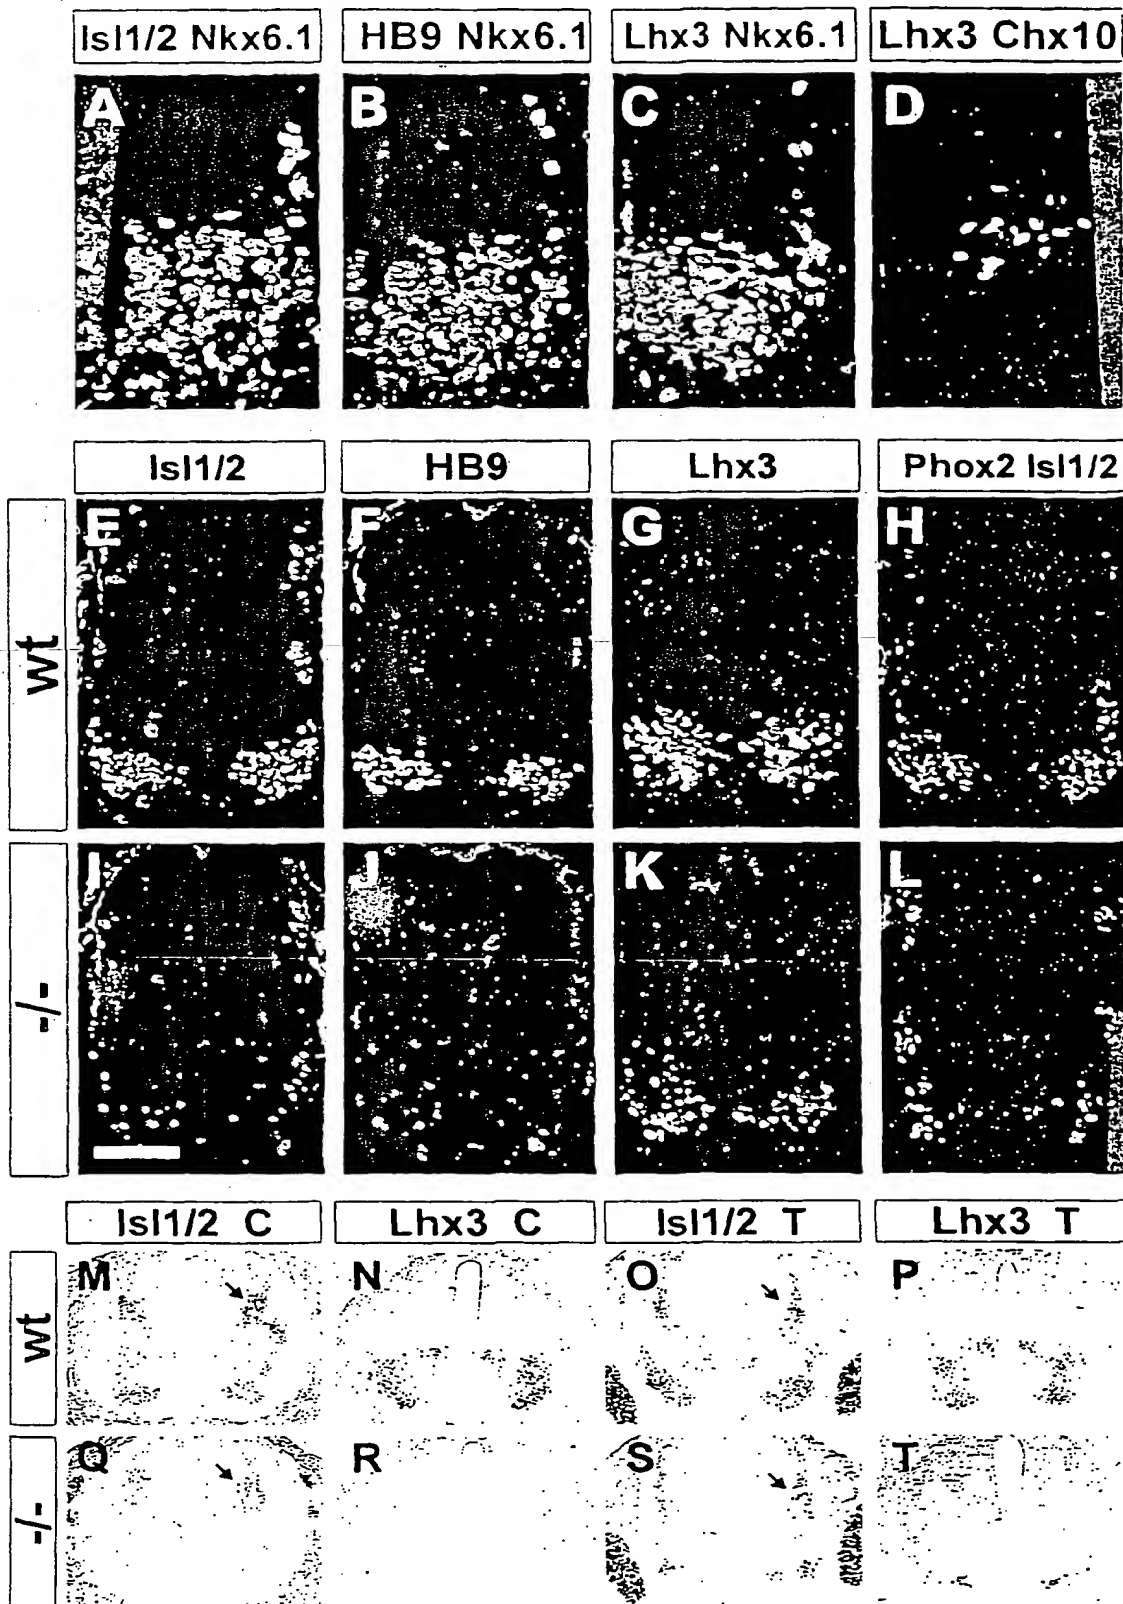 Isl1/2 Nkx6.1
HB9 Nkx6.1
Lhx3 Nkx6.1
Lhx3 Chx10
A
B
C
D
Isl1/2
HB9
Lhx3
Phox2 Isl1/2
wt
E
F
G
H
-/-
I
J
K
L
Isl1/2 C
Lhx3 C
Isl1/2 T
Lhx3 T
wt
M
N
O
P
-/-
Q
R
S
T